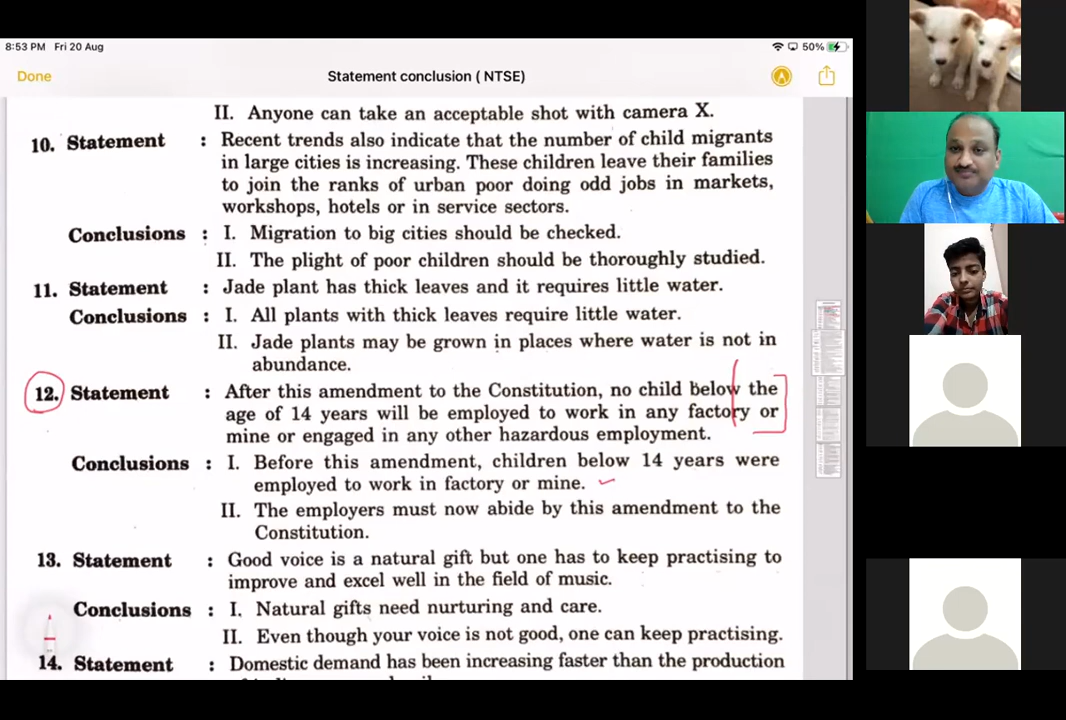 8:53 PM Fri 20 Aug
50%
Done
Statement conclusion ( NTSE)
II. Anyone can take an acceptable shot with camera X.
10. Statement : Recent trends also indicate that the number of child migrants
in large cities is increasing. These children leave their families
to join the ranks of urban poor doing odd jobs in markets,
workshops, hotels or in service sectors.
Conclusions : I. Migration to big cities should be checked.
II. The plight of poor children should be thoroughly studied.
11. Statement : Jade plant has thick leaves and it requires little water.
Conclusions : I. All plants with thick leaves require little water.
II. Jade plants may be grown in places where water is not in
abundance.
12. Statement : After this amendment to the Constitution, no child below the
age of 14 years will be employed to work in any factory or
mine or engaged in any other hazardous employment.
Conclusions : I. Before this amendment, children below 14 years were
employed to work in factory or mine.
II. The employers must now abide by this amendment to the
Constitution.
13. Statement : Good voice is a natural gift but one has to keep practising to
improve and excel well in the field of music.
Conclusions : I. Natural gifts need nurturing and care.
II. Even though your voice is not good, one can keep practising.
14. Statement : Domestic demand has been increasing faster than the production